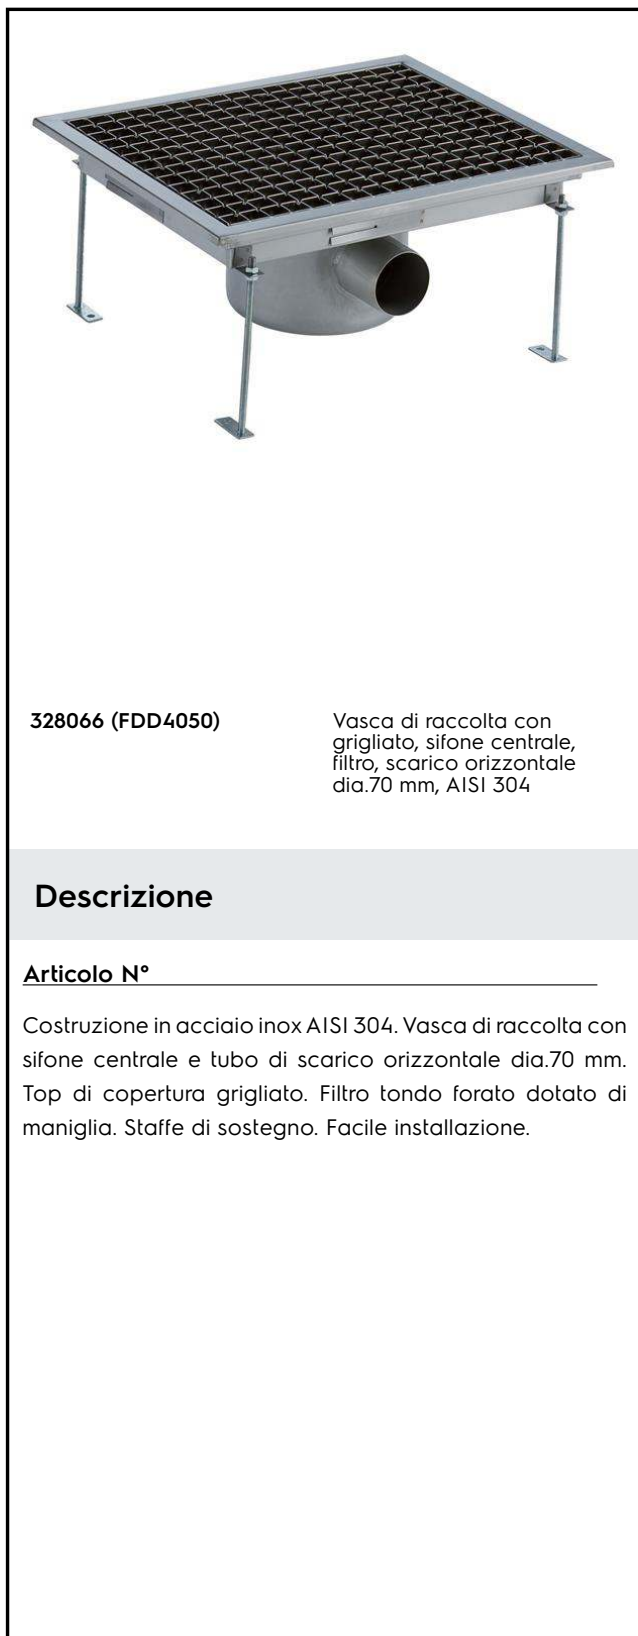 328066 (FDD4050)
Vasca di raccolta con
grigliato, sifone centrale,
filtro, scarico orizzontale
dia.70 mm, AISI 304
Descrizione
Articolo N°
Costruzione in acciaio inox AISI 304. Vasca di raccolta con
sifone centrale e tubo di scarico orizzontale dia.70 mm.
Top di copertura grigliato. Filtro tondo forato dotato di
maniglia. Staffe di sostegno. Facile installazione.